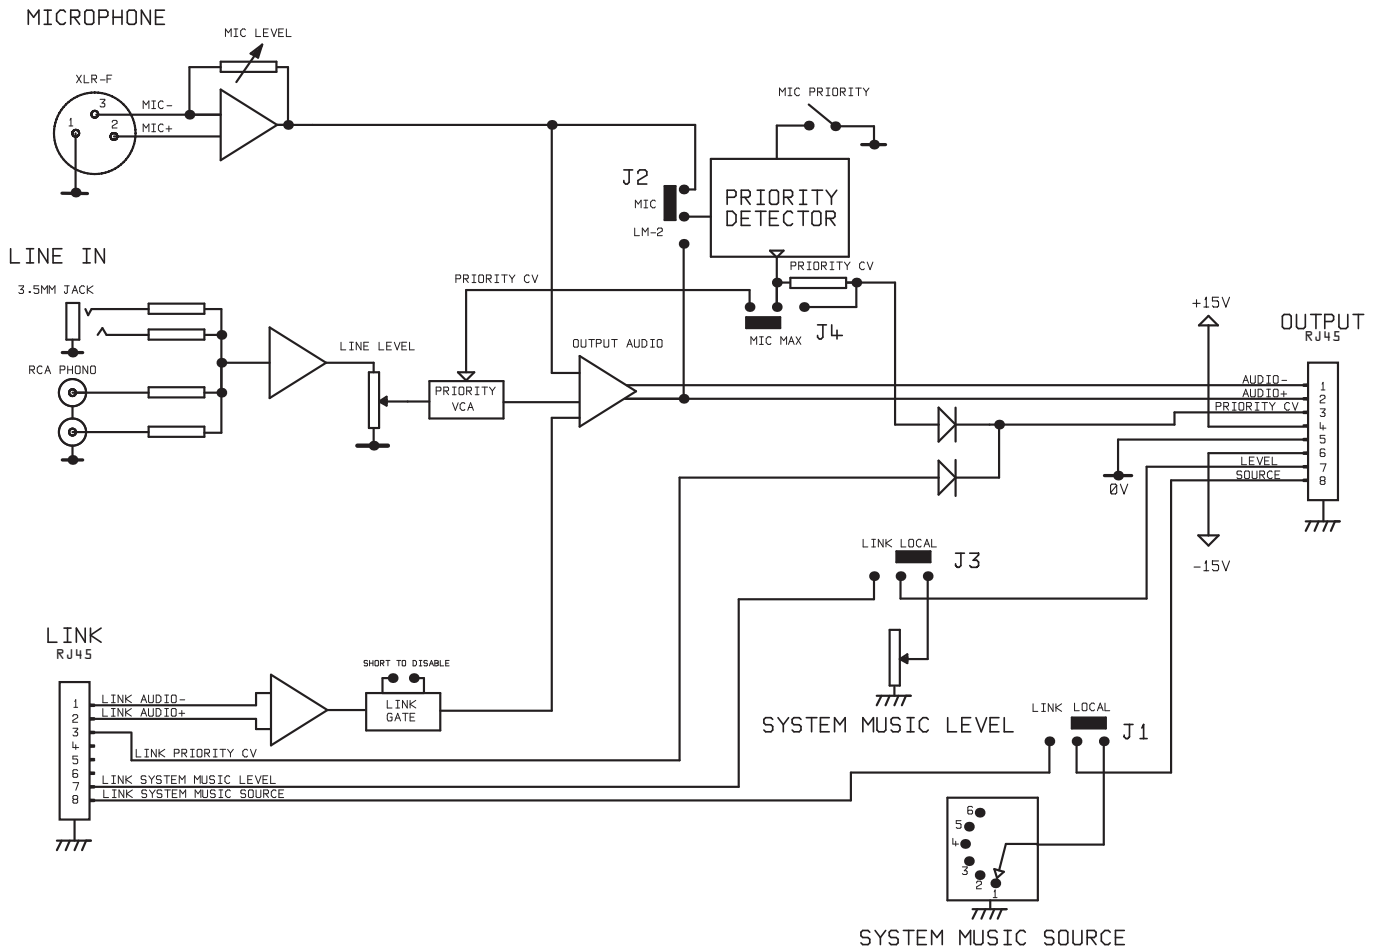 MICROPHONE
MIC LEVEL
XLR-F
3
1
2
MIC-
MIC+
MIC PRIORITY
J2
MIC
LM-2
PRIORITY
DETECTOR
LINE IN
3.5MM JACK
RCA PHONO
LINE LEVEL
PRIORITY CV
PRIORITY
VCA
OUTPUT AUDIO
PRIORITY CV
MIC MAX
J4
+15V
OUTPUT
RJ45
AUDIO-
AUDIO+
PRIORITY CV
LEVEL
SOURCE
1
2
3
4
5
6
7
8
0V
-15V
LINK LOCAL
J3
SYSTEM MUSIC LEVEL
LINK
RJ45
1
2
3
4
5
6
7
8
LINK AUDIO-
LINK AUDIO+
LINK PRIORITY CV
LINK SYSTEM MUSIC LEVEL
LINK SYSTEM MUSIC SOURCE
SHORT TO DISABLE
LINK
GATE
LINK LOCAL
J1
6
5
4
3
2
1
SYSTEM MUSIC SOURCE